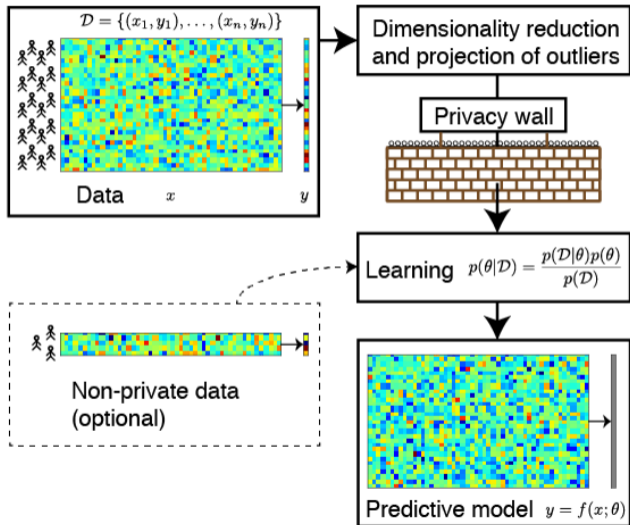 𝒟 = {(x₁, y₁), . . . , (xₙ, yₙ)}
Data x y
Dimensionality reduction
and projection of outliers
Privacy wall
Learning p(θ|𝒟) = p(𝒟|θ)p(θ) / p(𝒟)
Non-private data
(optional)
Predictive model y = f(x; θ)